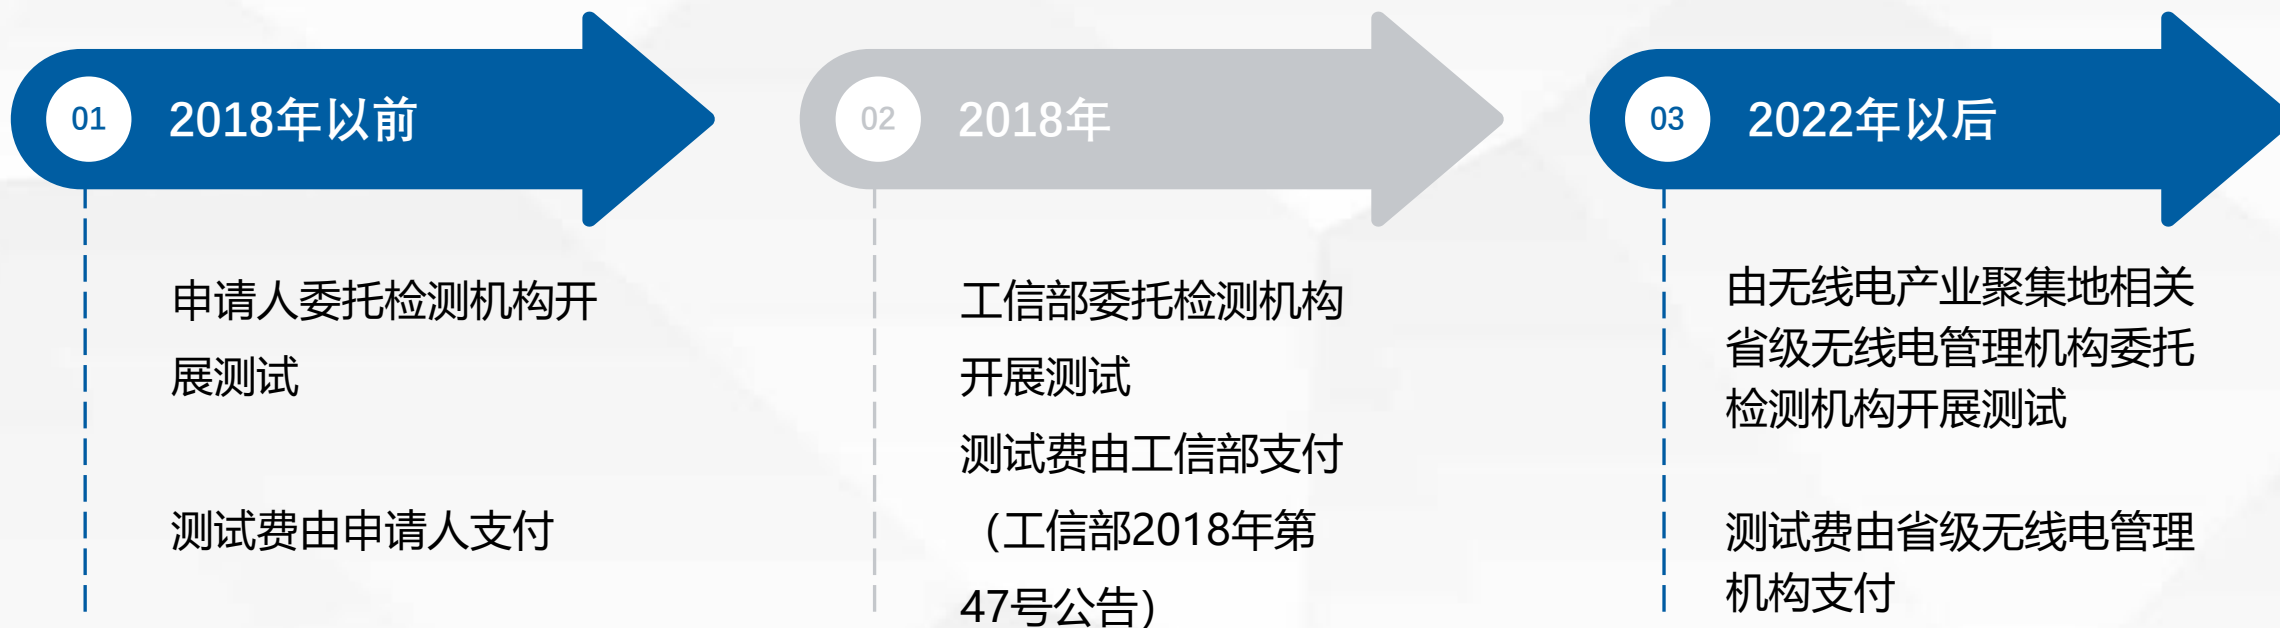 01
2018年以前
申请人委托检测机构开
展测试
测试费由申请人支付
02
2018年
工信部委托检测机构
开展测试
测试费由工信部支付
（工信部2018年第
47号公告）
03
2022年以后
由无线电产业聚集地相关
省级无线电管理机构委托
检测机构开展测试
测试费由省级无线电管理
机构支付